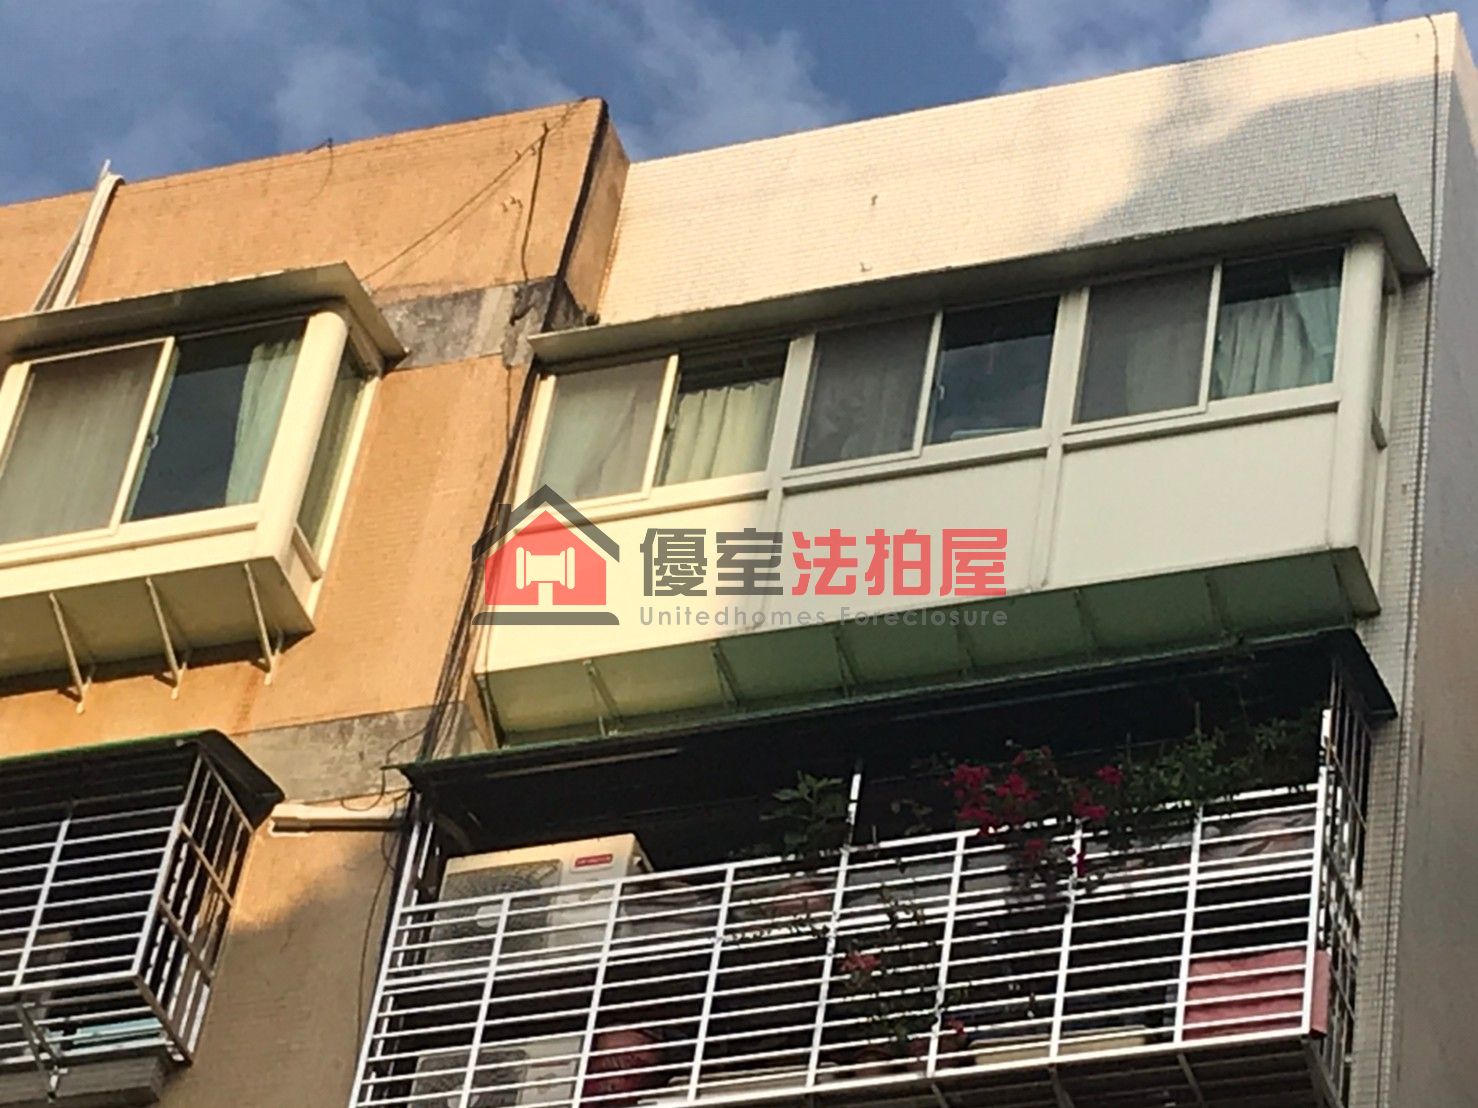 優室法拍屋
Unitedhomes Foreclosure